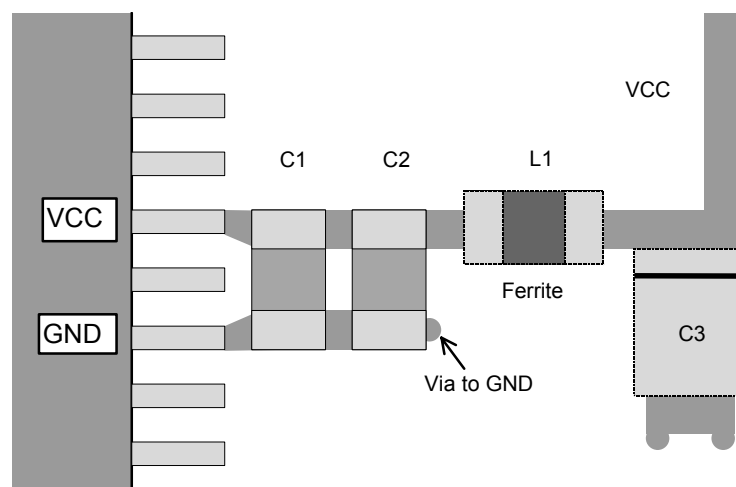 VCC
C1
C2
L1
VCC
Ferrite
GND
C3
Via to GND